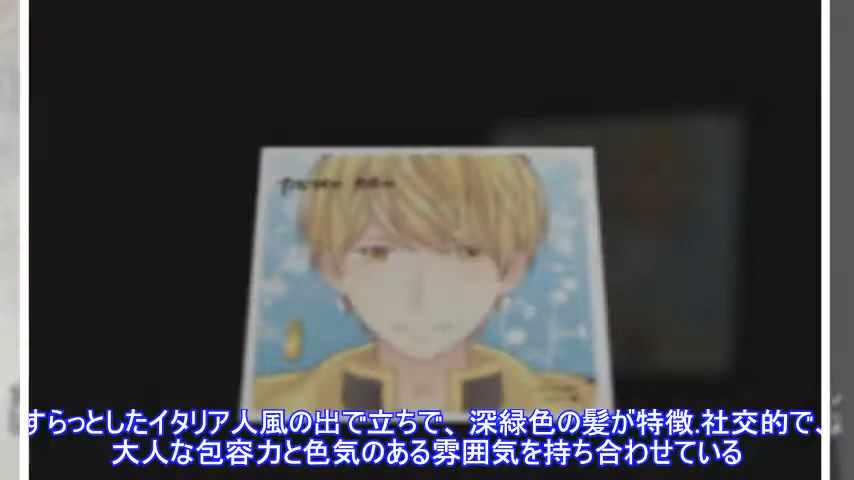 すらっとしたイタリア人風の出で立ちで、深緑色の髪が特徴.社交的で、
大人な包容力と色気のある雰囲気を持ち合わせている